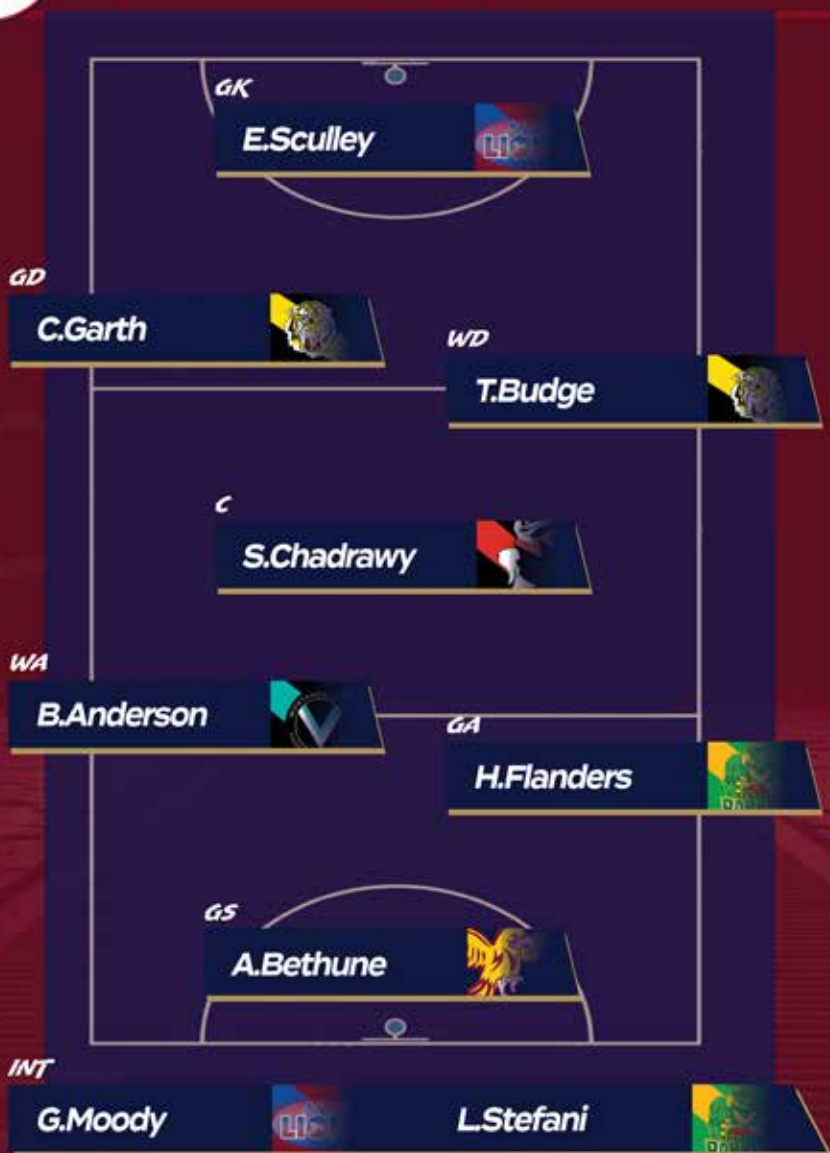 GK
E.Sculley
GD
C.Garth
WD
T.Budge
C
S.Chadrawy
WA
B.Anderson
GA
H.Flanders
GS
A.Bethune
INT
G.Moody
L.Stefani